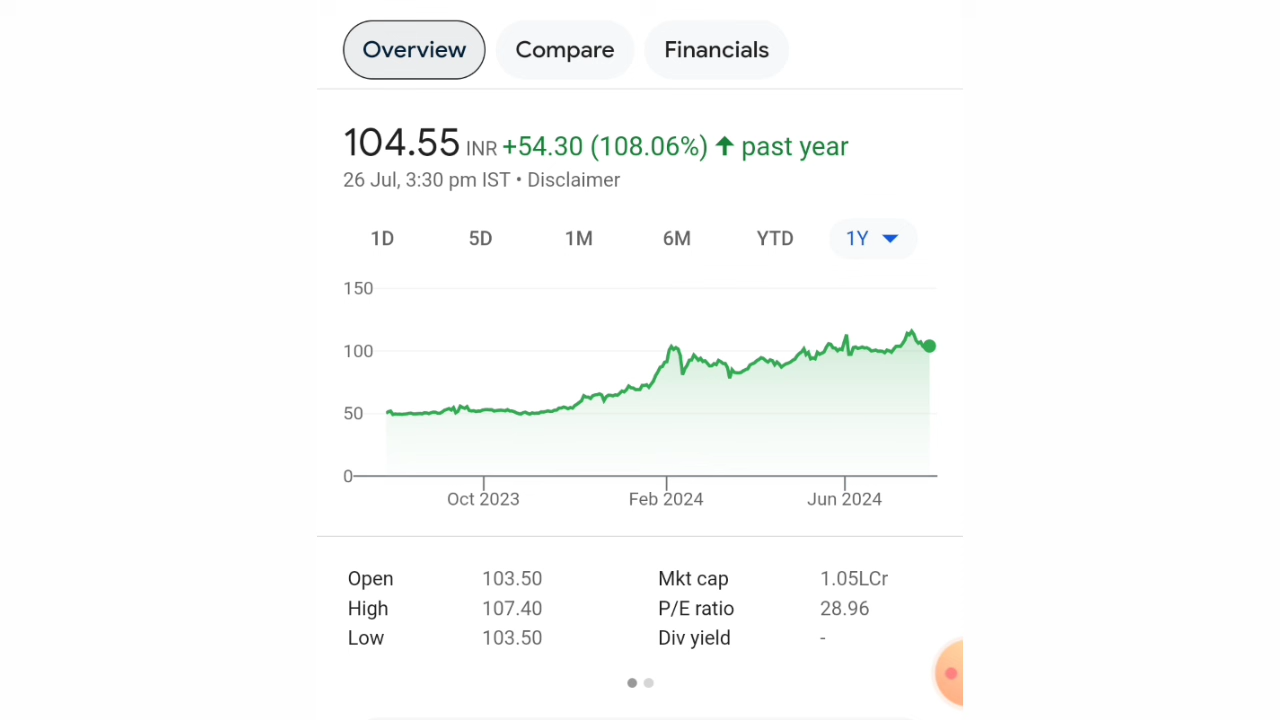 Overview Compare Financials
104.55 INR +54.30 (108.06%) ↑ past year
26 Jul, 3:30 pm IST • Disclaimer
1D 5D 1M 6M YTD 1Y
150
100
50
0
Oct 2023 Feb 2024 Jun 2024
Open 103.50 Mkt cap 1.05LCr
High 107.40 P/E ratio 28.96
Low 103.50 Div yield -